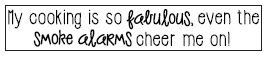 My cooking is so fabulous, even the
smoke alarms cheer me on!